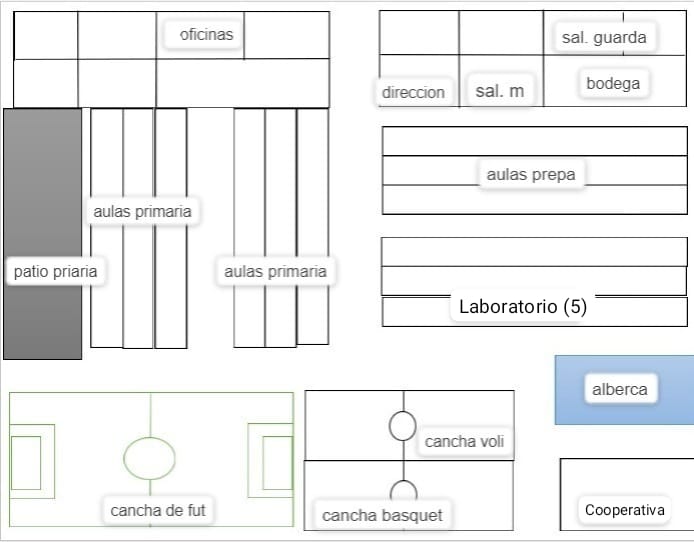 oficinas
sal. guarda
direccion
sal. m
bodega
aulas prepa
aulas primaria
patio priaria
aulas primaria
Laboratorio (5)
alberca
cancha voli
cancha de fut
cancha basquet
Cooperativa